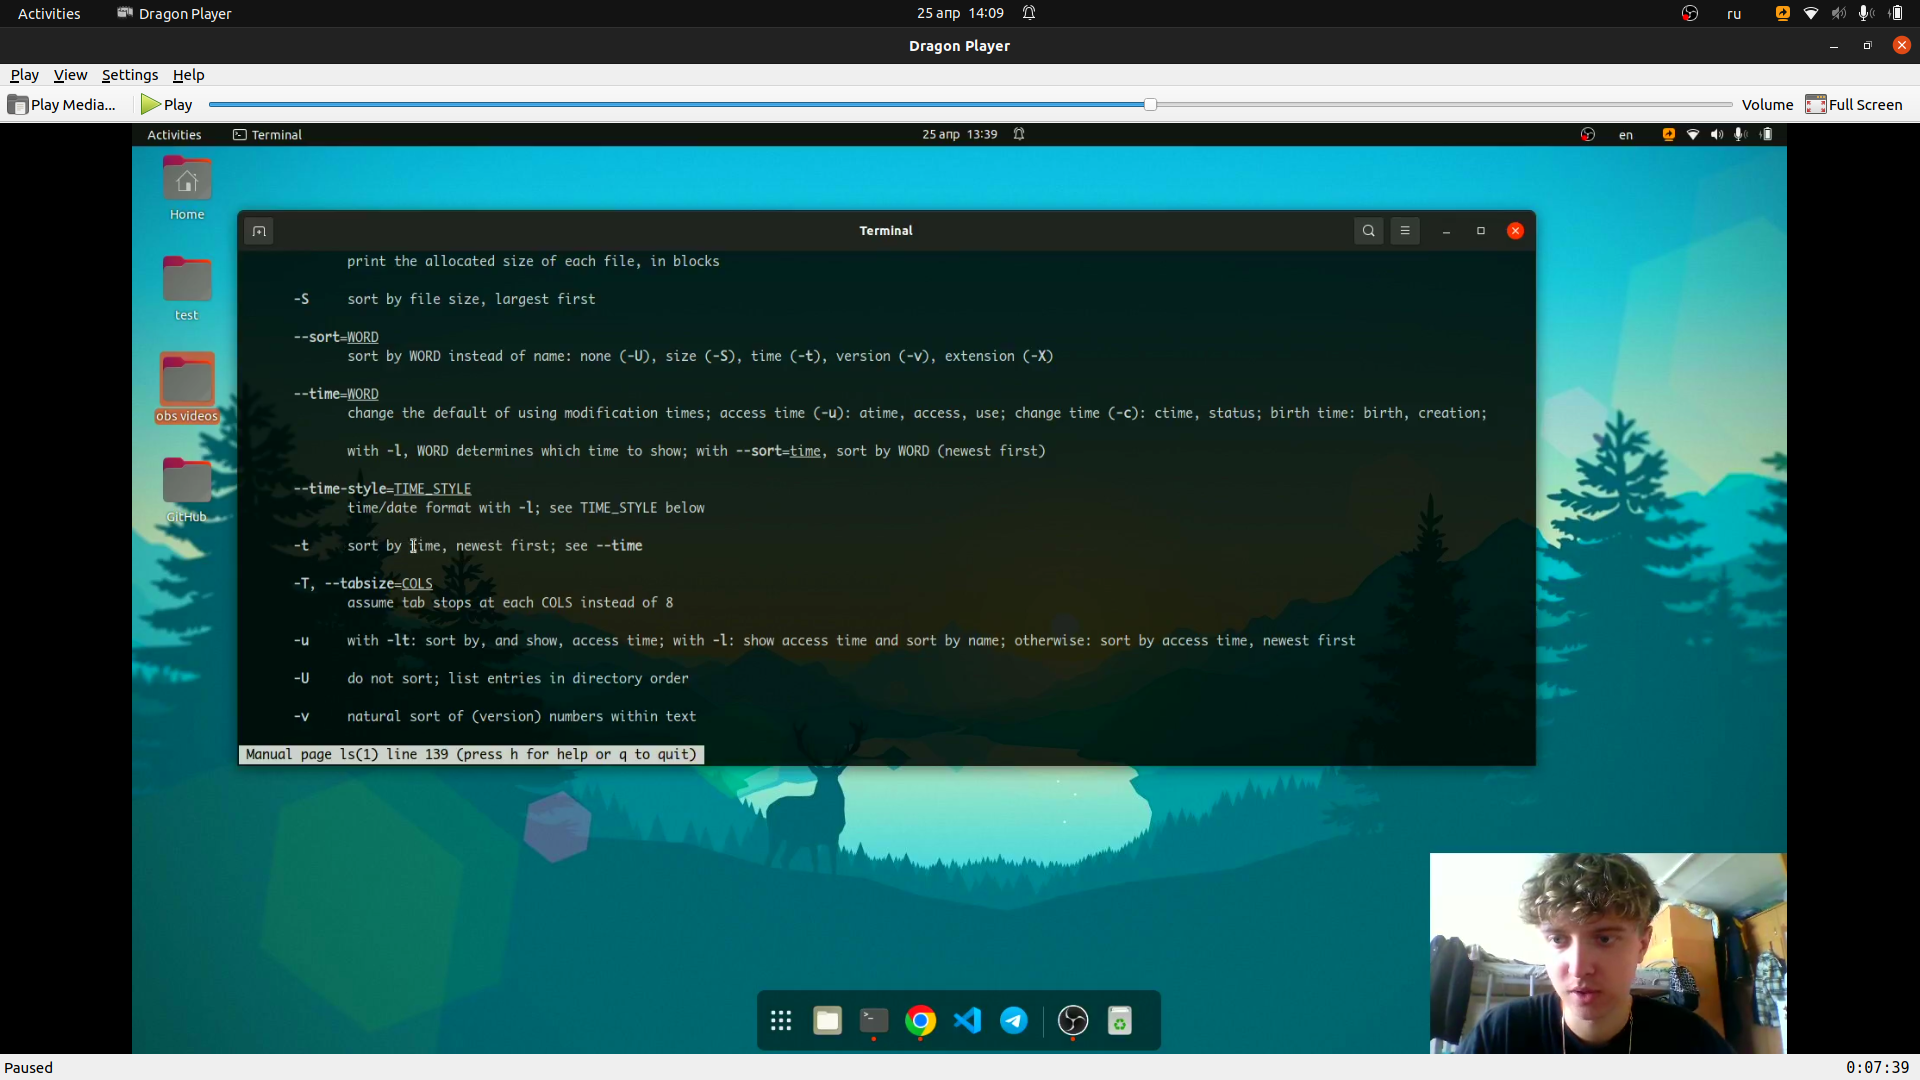 Activities Dragon Player 25 апр 14:09 ru
Dragon Player
Play View Settings Help
Play Media... Play Volume Full Screen
Activities Terminal 25 апр 13:39 en
Home
test
obs videos
GitHub
Terminal
print the allocated size of each file, in blocks
-S sort by file size, largest first
--sort=WORD
sort by WORD instead of name: none (-U), size (-S), time (-t), version (-v), extension (-X)
--time=WORD
change the default of using modification times; access time (-u): atime, access, use; change time (-c): ctime, status; birth time: birth, creation;
with -l, WORD determines which time to show; with --sort=time, sort by WORD (newest first)
--time-style=TIME_STYLE
time/date format with -l; see TIME_STYLE below
-t sort by time, newest first; see --time
-T, --tabsize=COLS
assume tab stops at each COLS instead of 8
-u with -lt: sort by, and show, access time; with -l: show access time and sort by name; otherwise: sort by access time, newest first
-U do not sort; list entries in directory order
-v natural sort of (version) numbers within text
Manual page ls(1) line 139 (press h for help or q to quit)
Paused 0:07:39